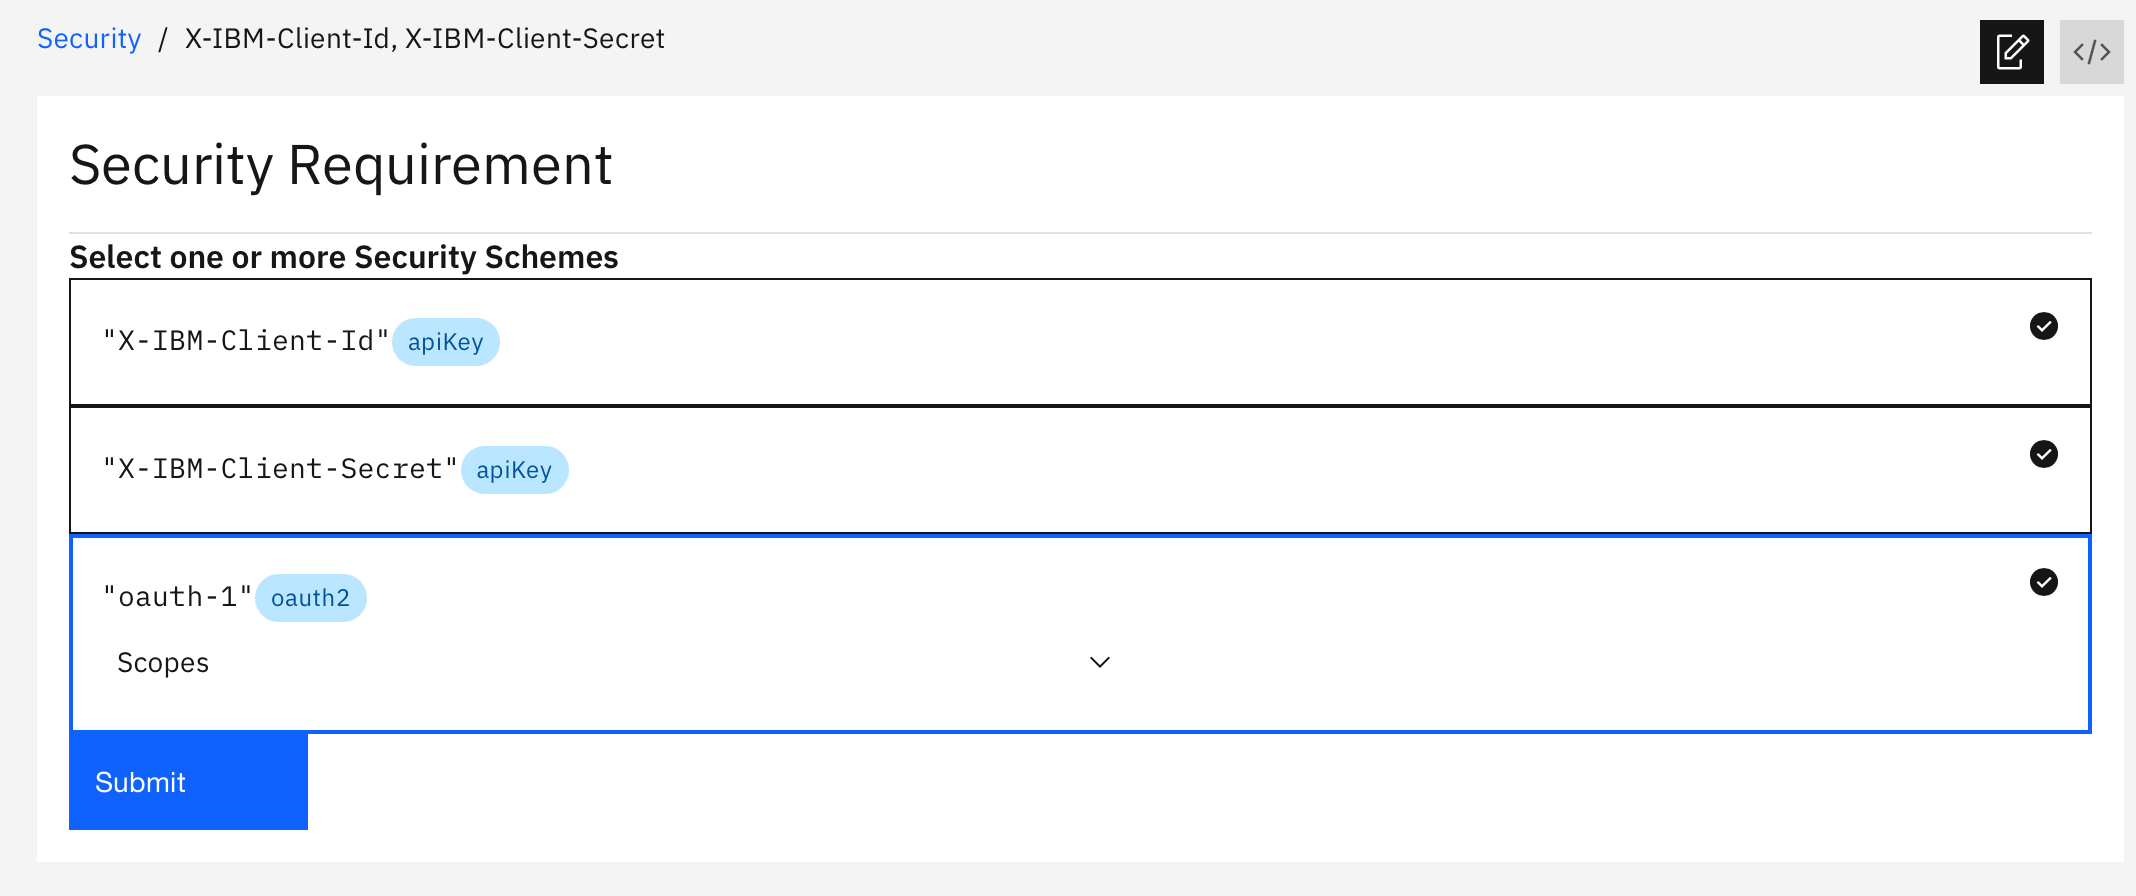 Security / X-IBM-Client-Id, X-IBM-Client-Secret
</>
Security Requirement
Select one or more Security Schemes
"X-IBM-Client-Id" apiKey
"X-IBM-Client-Secret" apiKey
"oauth-1" oauth2
Scopes
Submit